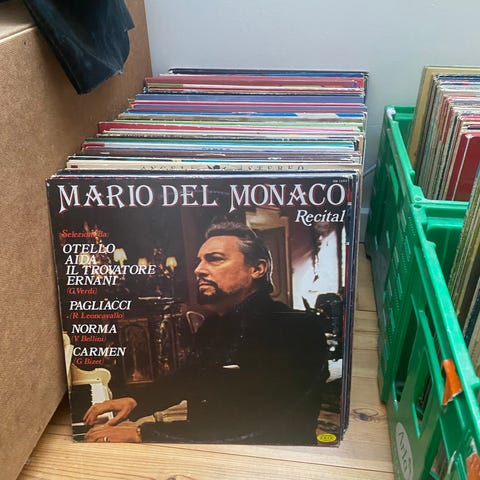 MARIO DEL MONACO
Recital
Selezioni da:
OTELLO
AIDA
IL TROVATORE
ERNANI
(G. Verdi)
PAGLIACCI
(R. Leoncavallo)
NORMA
(V. Bellini)
CARMEN
(G. Bizet)